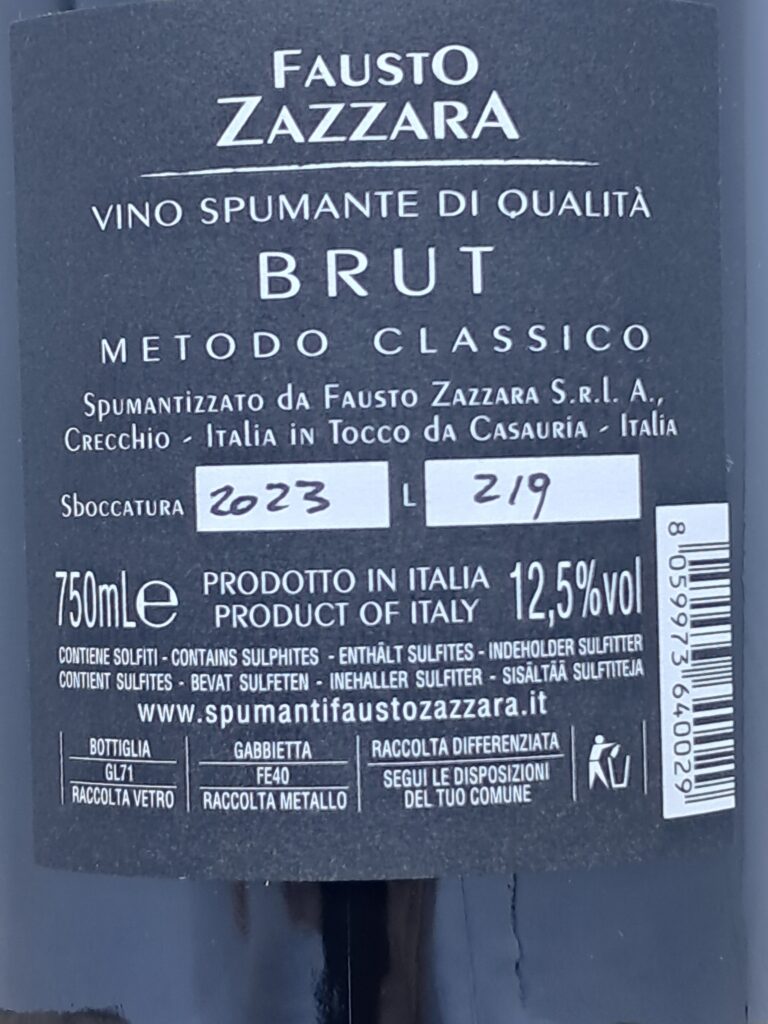 FAUSTO
ZAZZARA
VINO SPUMANTE DI QUALITÀ
BRUT
METODO CLASSICO
SPUMANTIZZATO da FAUSTO ZAZZARA S.R.l. A.,
CRECCHIO - ITALIA IN TOCCO da CASAURIA - ITALIA
SBOCCATURA 2023 L 219
750mL e PRODOTTO IN ITALIA 12,5%vol
PRODUCT OF ITALY
CONTIENE SOLFITI - CONTAINS SULPHITES - ENTHÂLT SULFITES - INDEHOLDER SULFITTER
CONTIENT SULFITES - BEVAT SULFETEN - INEHALLER SULFITER - SISÄLTÄÄ SULFTITEJA
www.spumantifaustozazzara.it
BOTTIGLIA
GL71
RACCOLTA VETRO
GABBIETTA
FE40
RACCOLTA METALLO
RACCOLTA DIFFERENZIATA
SEGUI LE DISPOSIZIONI
DEL TUO COMUNE
8 059973 640029